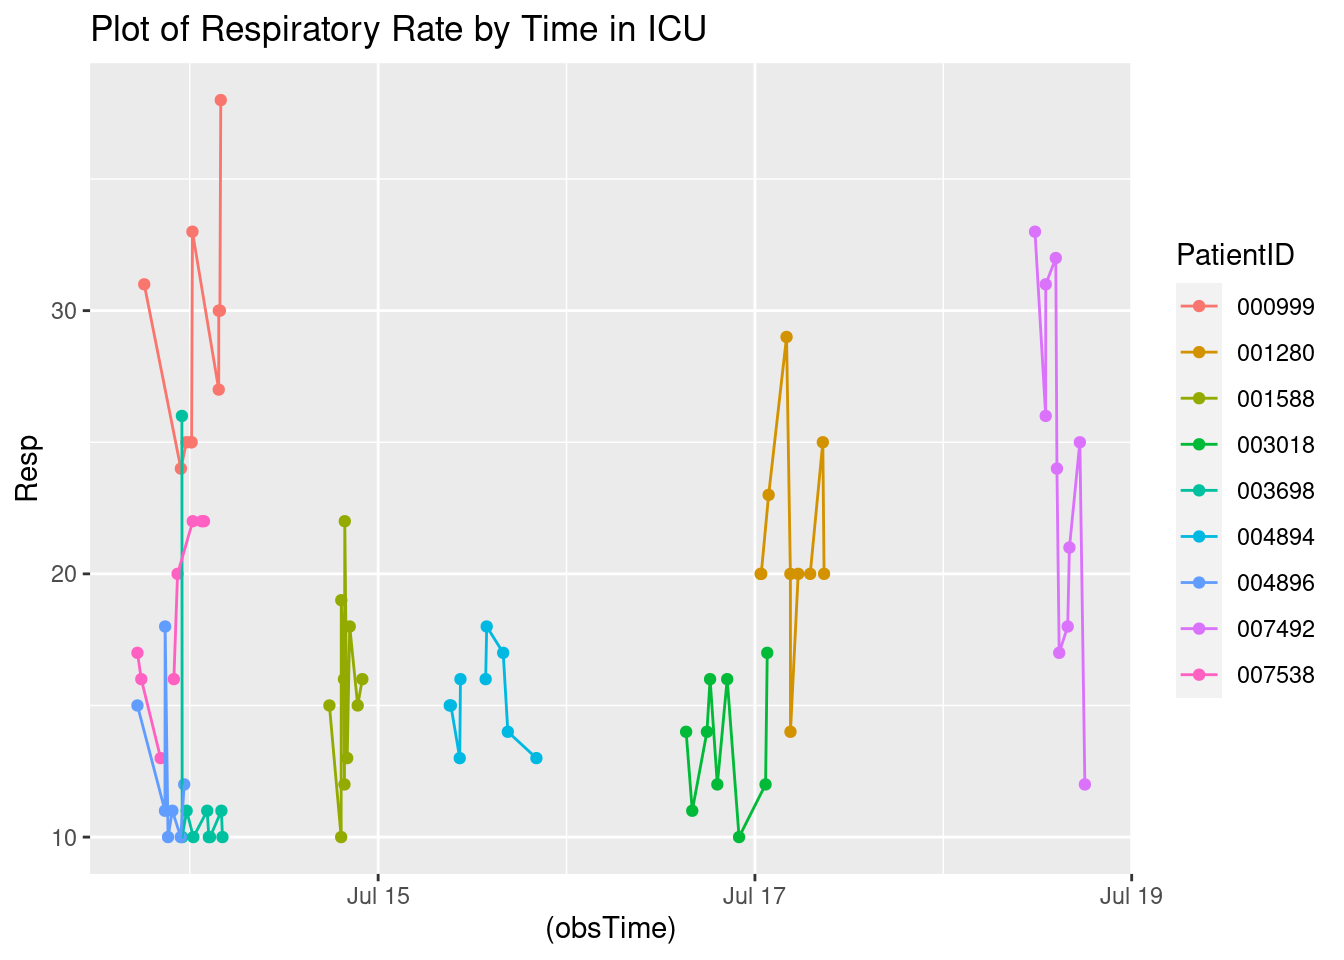 Plot of Respiratory Rate by Time in ICU
Resp
30
20
10
Jul 15
Jul 17
Jul 19
(obsTime)
PatientID
000999
001280
001588
003018
003698
004894
004896
007492
007538